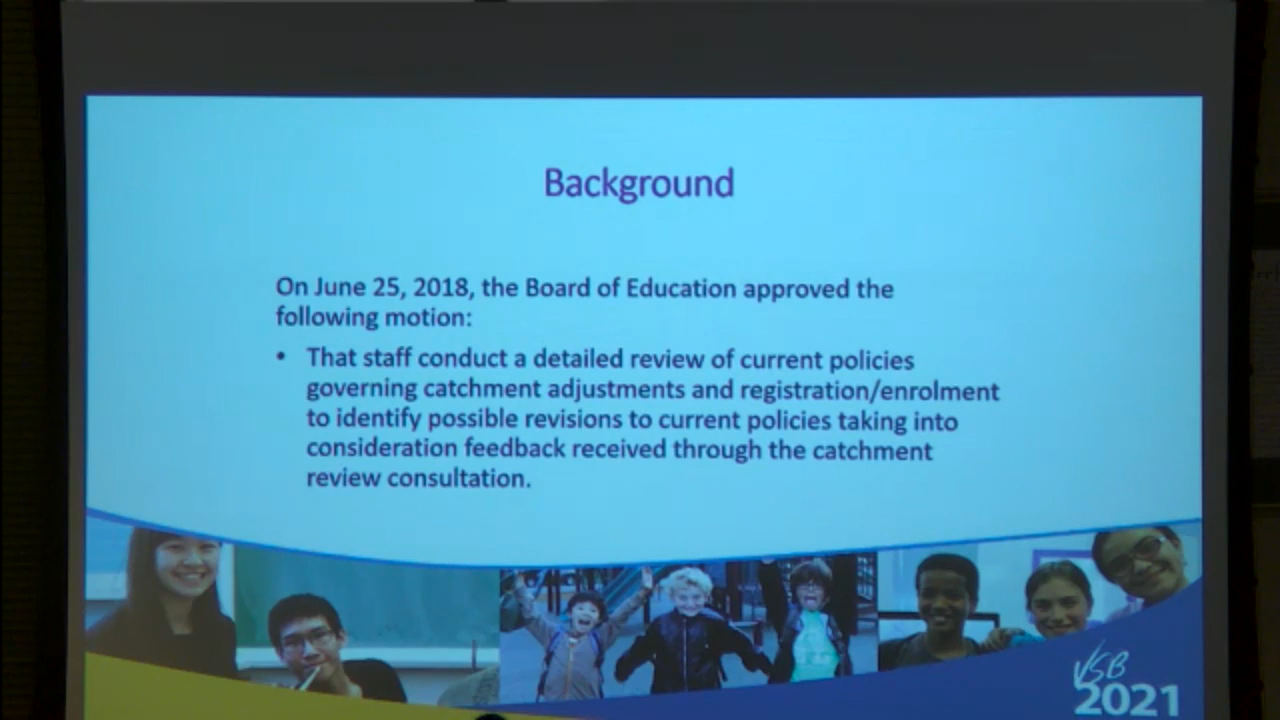 Background
On June 25, 2018, the Board of Education approved the
following motion:
• That staff conduct a detailed review of current policies
governing catchment adjustments and registration/enrolment
to identify possible revisions to current policies taking into
consideration feedback received through the catchment
review consultation.
VSB
2021